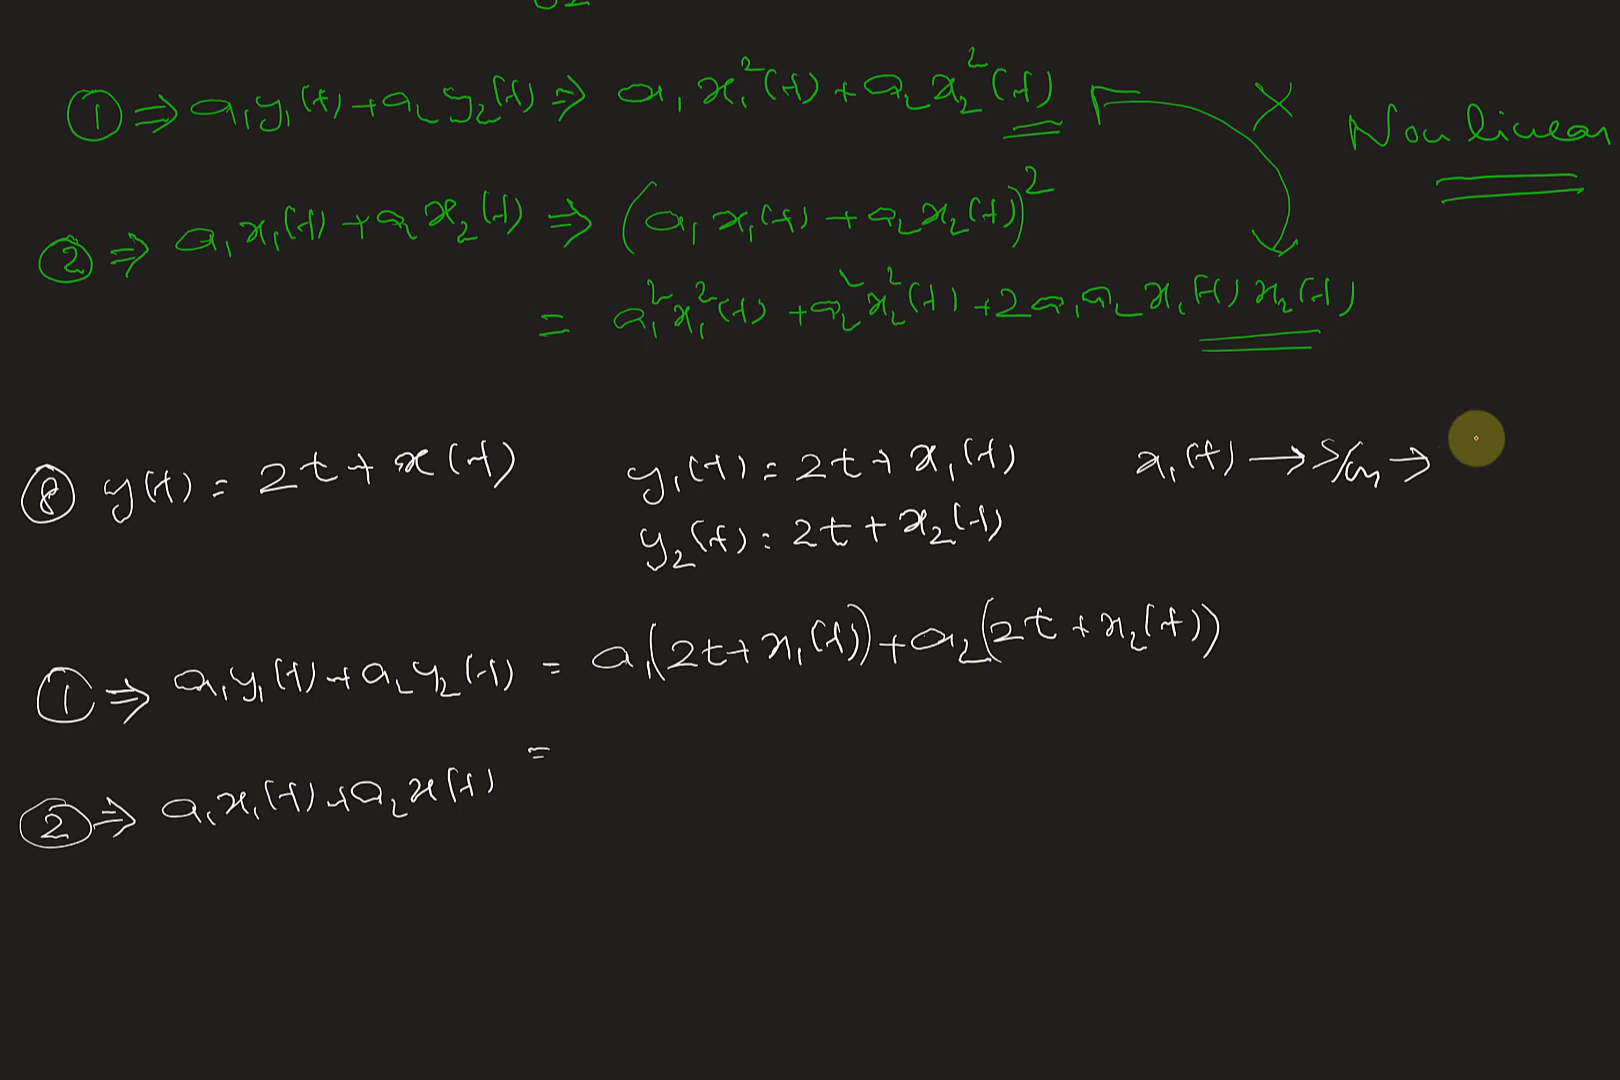 ① ⇒ a₁y₁(t) + a₂y₂(t) ⇒ a₁x₁²(t) + a₂x₂²(t) × Non linear
② ⇒ a₁x₁(t) + a₂x₂(t) ⇒ (a₁x₁(t) + a₂x₂(t))²
= a₁²x₁²(t) + a₂²x₂²(t) + 2a₁a₂x₁(t)x₂(t)
⑧ y(t) = 2t + x(t) y₁(t) = 2t + x₁(t) x₁(t) → S/m →
y₂(t) = 2t + x₂(t)
① ⇒ a₁y₁(t) + a₂y₂(t) = a₁(2t + x₁(t)) + a₂(2t + x₂(t))
② ⇒ a₁x₁(t) + a₂x(t) =